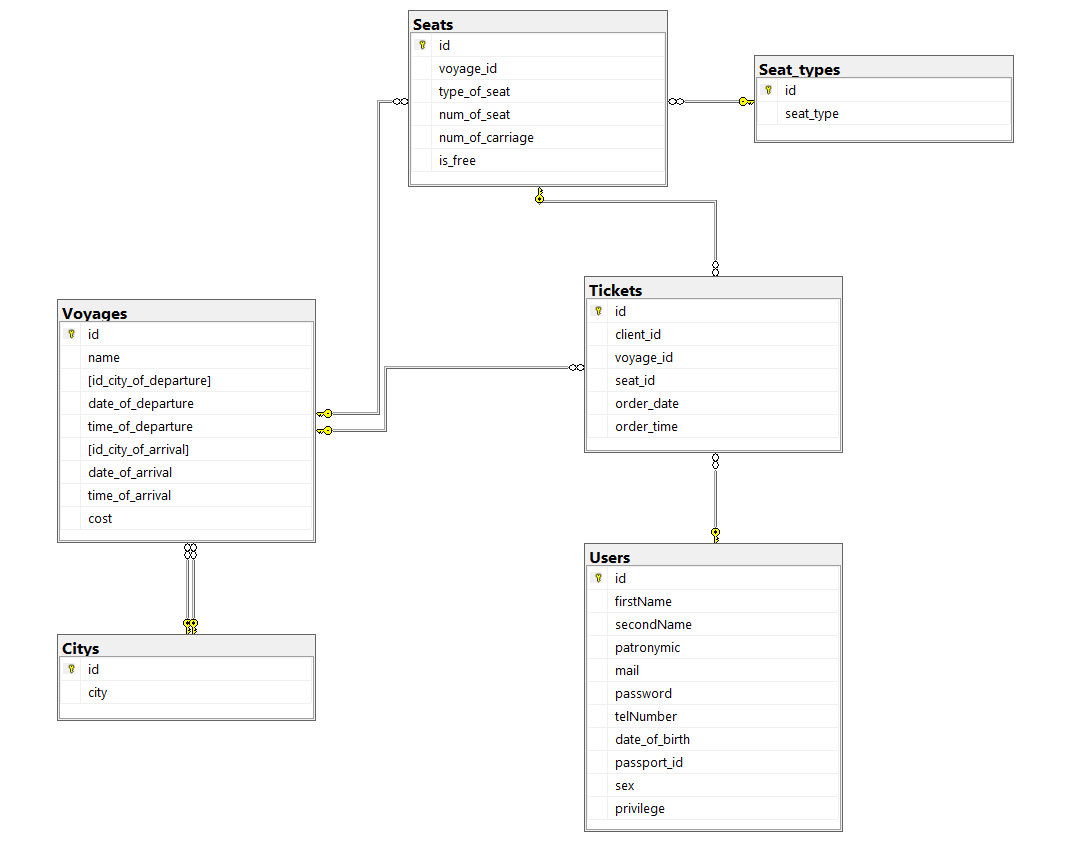 Seats
id
voyage_id
type_of_seat
num_of_seat
num_of_carriage
is_free
Seat_types
id
seat_type
Tickets
id
client_id
voyage_id
seat_id
order_date
order_time
Voyages
id
name
[id_city_of_departure]
date_of_departure
time_of_departure
[id_city_of_arrival]
date_of_arrival
time_of_arrival
cost
Users
id
firstName
secondName
patronymic
mail
password
telNumber
date_of_birth
passport_id
sex
privilege
Citys
id
city